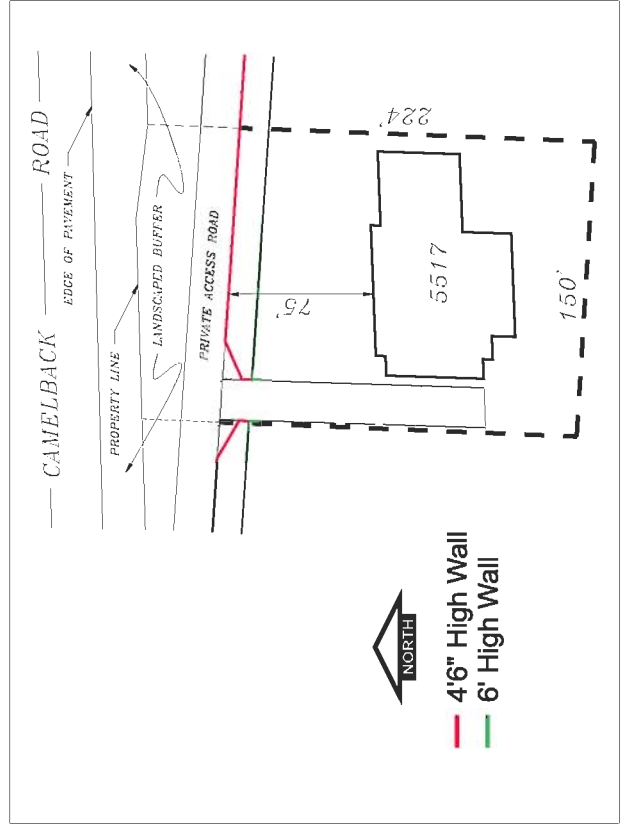 CAMELBACK ROAD
EDGE OF PAVEMENT
PROPERTY LINE
LANDSCAPED BUFFER
PRIVATE ACCESS ROAD
75'
224'
5517
150'
NORTH
4'6" High Wall
6' High Wall